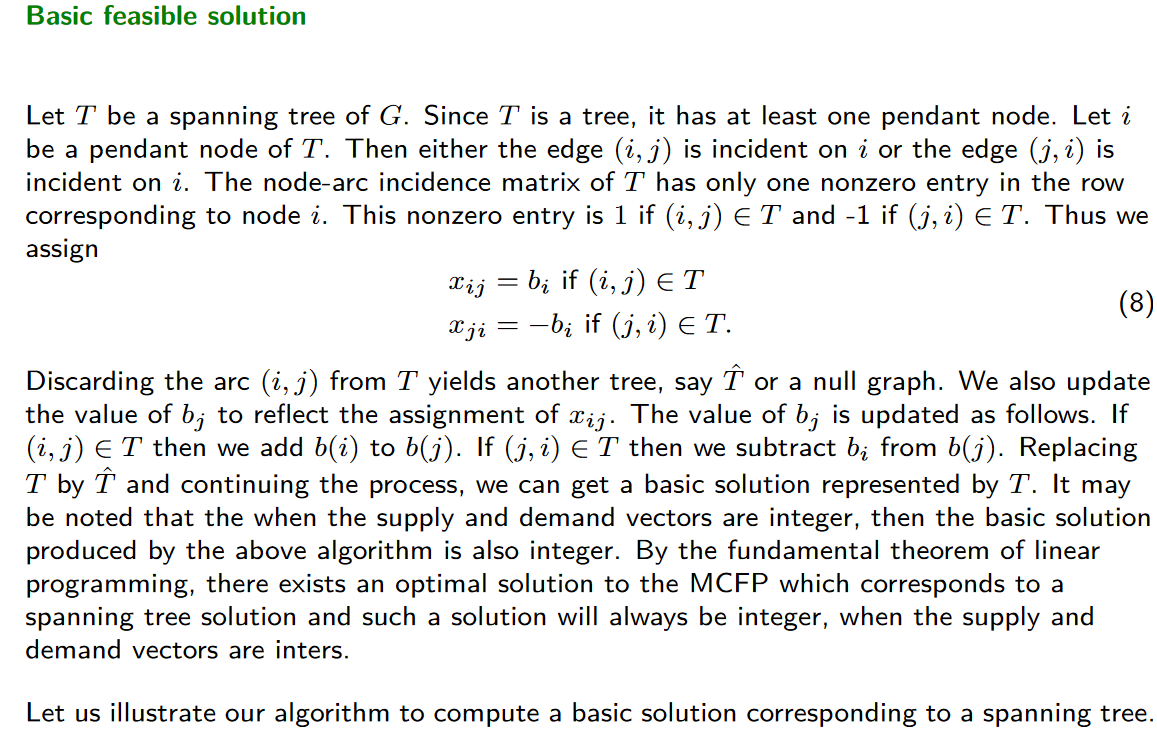 Basic feasible solution
Let T be a spanning tree of G. Since T is a tree, it has at least one pendant node. Let i
be a pendant node of T. Then either the edge (i, j) is incident on i or the edge (j, i) is
incident on i. The node-arc incidence matrix of T has only one nonzero entry in the row
corresponding to node i. This nonzero entry is 1 if (i, j) ∈ T and -1 if (j, i) ∈ T. Thus we
assign
x_{ij} = b_i if (i, j) ∈ T
x_{ji} = −b_i if (j, i) ∈ T.
(8)
Discarding the arc (i, j) from T yields another tree, say T̂ or a null graph. We also update
the value of b_j to reflect the assignment of x_{ij}. The value of b_j is updated as follows. If
(i, j) ∈ T then we add b(i) to b(j). If (j, i) ∈ T then we subtract b_i from b(j). Replacing
T by T̂ and continuing the process, we can get a basic solution represented by T. It may
be noted that the when the supply and demand vectors are integer, then the basic solution
produced by the above algorithm is also integer. By the fundamental theorem of linear
programming, there exists an optimal solution to the MCFP which corresponds to a
spanning tree solution and such a solution will always be integer, when the supply and
demand vectors are inters.
Let us illustrate our algorithm to compute a basic solution corresponding to a spanning tree.